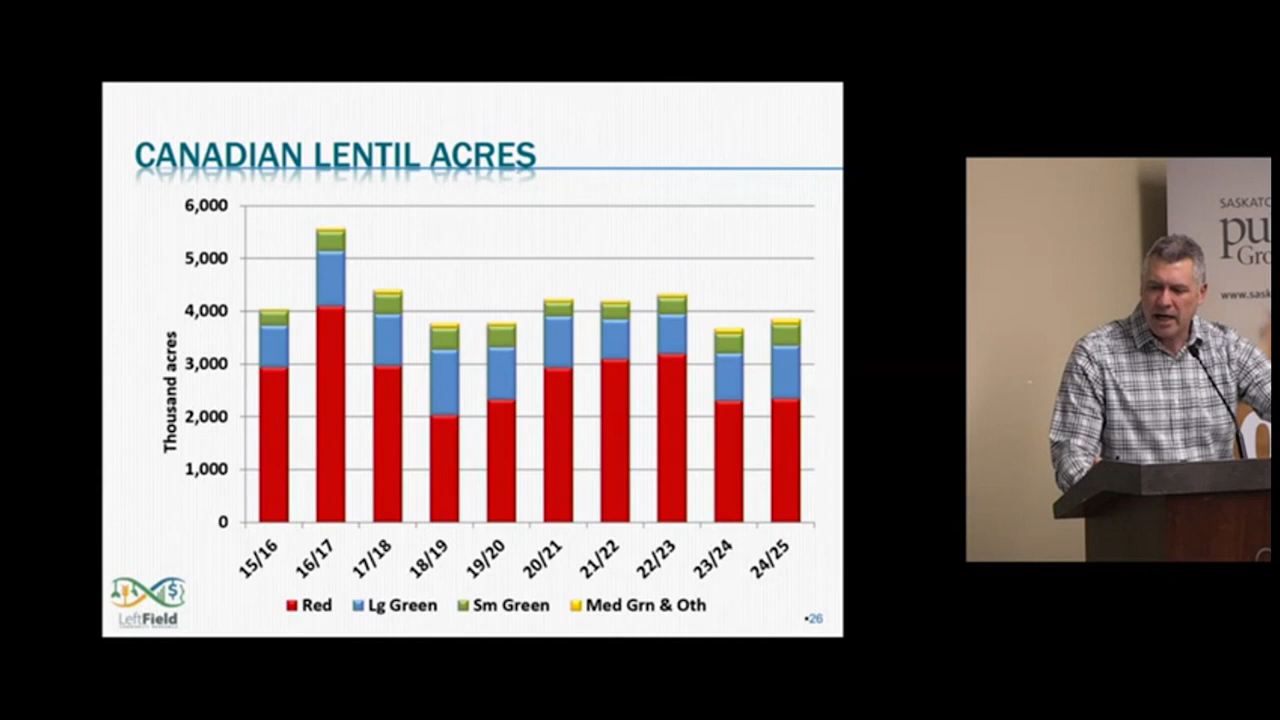 CANADIAN LENTIL ACRES
6,000
5,000
4,000
3,000
2,000
1,000
0
Thousand acres
15/16
16/17
17/18
18/19
19/20
20/21
21/22
22/23
23/24
24/25
Red
Lg Green
Sm Green
Med Grn & Oth
LeftField
•26
SASKATC
pu
Gro
www.sask